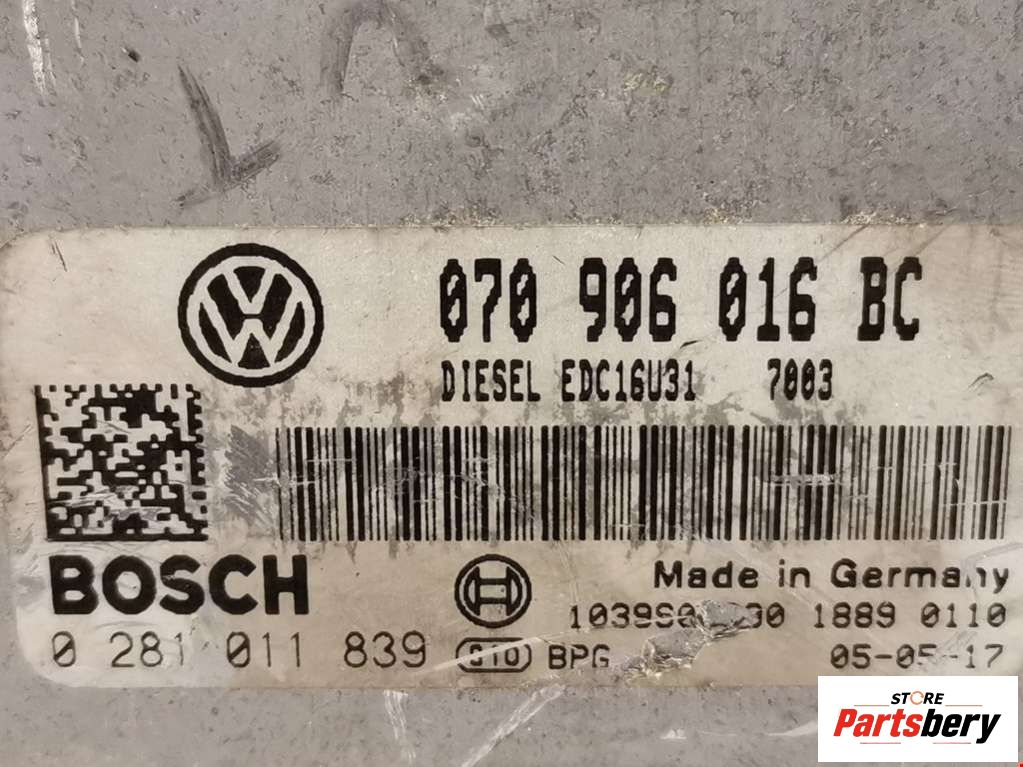 070 906 016 BC
DIESEL EDC16U31 7003
BOSCH
Made in Germany
1889 0110
0 281 011 839 BPG 05-05-17
STORE
Partsbery